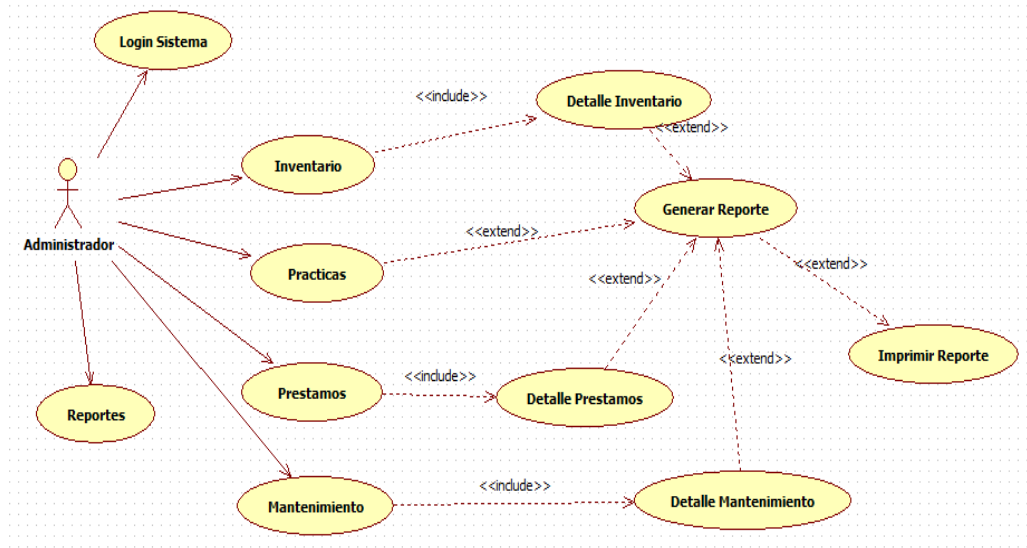 Login Sistema
<<include>>
Detalle Inventario
<<extend>>
Inventario
Generar Reporte
Administrador
<<extend>>
Practicas
<<extend>>
<<extend>>
Imprimir Reporte
<<extend>>
Prestamos
<<include>>
Detalle Prestamos
Reportes
<<include>>
Mantenimiento
Detalle Mantenimiento